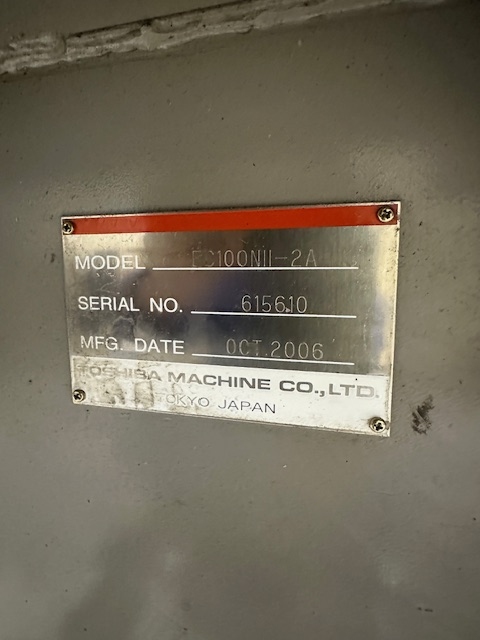 MODEL EC100NII-2A
SERIAL NO. 615610
MFG. DATE OCT.2006
TOSHIBA MACHINE CO.,LTD.
TOKYO JAPAN